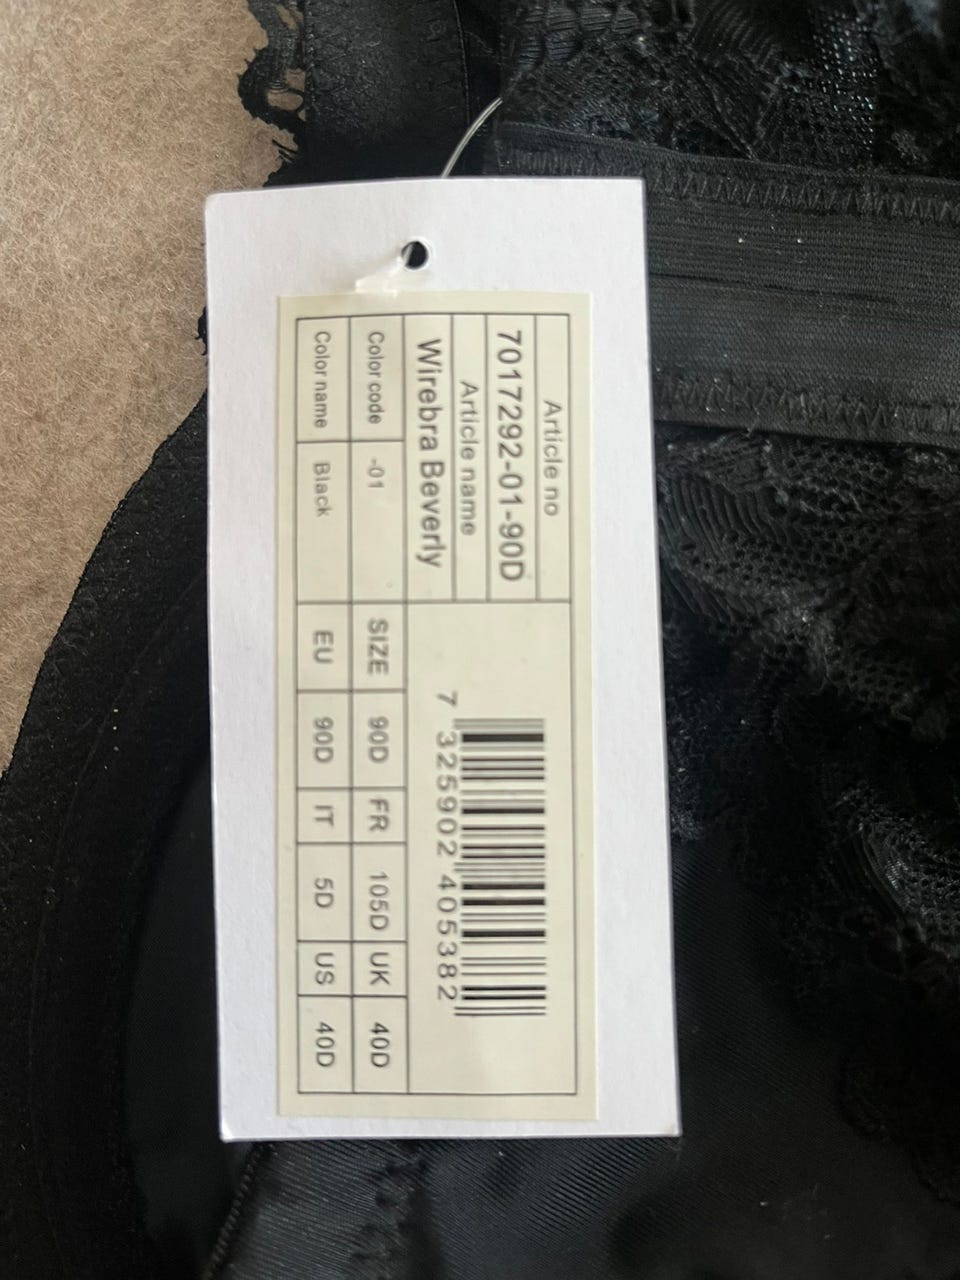 Article no
7017292-01-90D
Article name
Wirebra Beverly
7 325902 405382
Color code -01 SIZE 90D FR 105D UK 40D
Color name Black EU 90D IT 5D US 40D